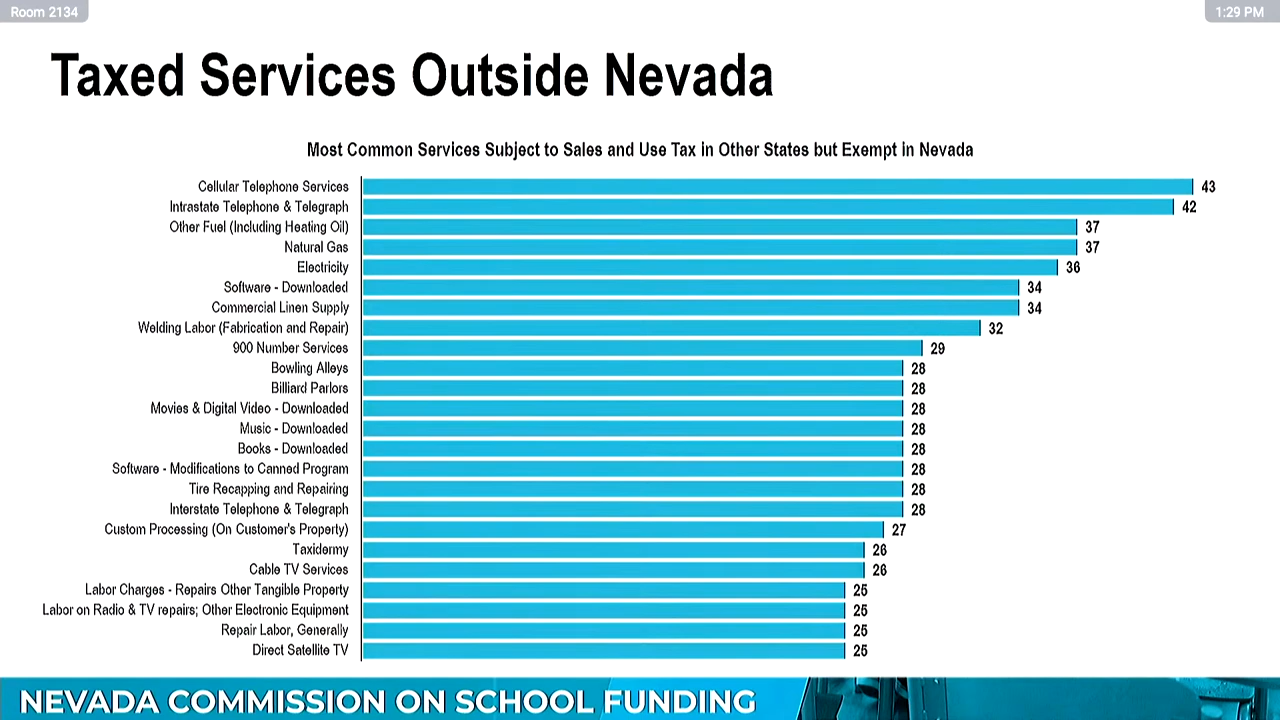 Room 2134
1:29 PM
Taxed Services Outside Nevada
Most Common Services Subject to Sales and Use Tax in Other States but Exempt in Nevada
Cellular Telephone Services 43
Intrastate Telephone & Telegraph 42
Other Fuel (Including Heating Oil) 37
Natural Gas 37
Electricity 36
Software - Downloaded 34
Commercial Linen Supply 34
Welding Labor (Fabrication and Repair) 32
900 Number Services 29
Bowling Alleys 28
Billiard Parlors 28
Movies & Digital Video - Downloaded 28
Music - Downloaded 28
Books - Downloaded 28
Software - Modifications to Canned Program 28
Tire Recapping and Repairing 28
Interstate Telephone & Telegraph 28
Custom Processing (On Customer's Property) 27
Taxidermy 26
Cable TV Services 26
Labor Charges - Repairs Other Tangible Property 25
Labor on Radio & TV repairs; Other Electronic Equipment 25
Repair Labor, Generally 25
Direct Satellite TV 25
NEVADA COMMISSION ON SCHOOL FUNDING